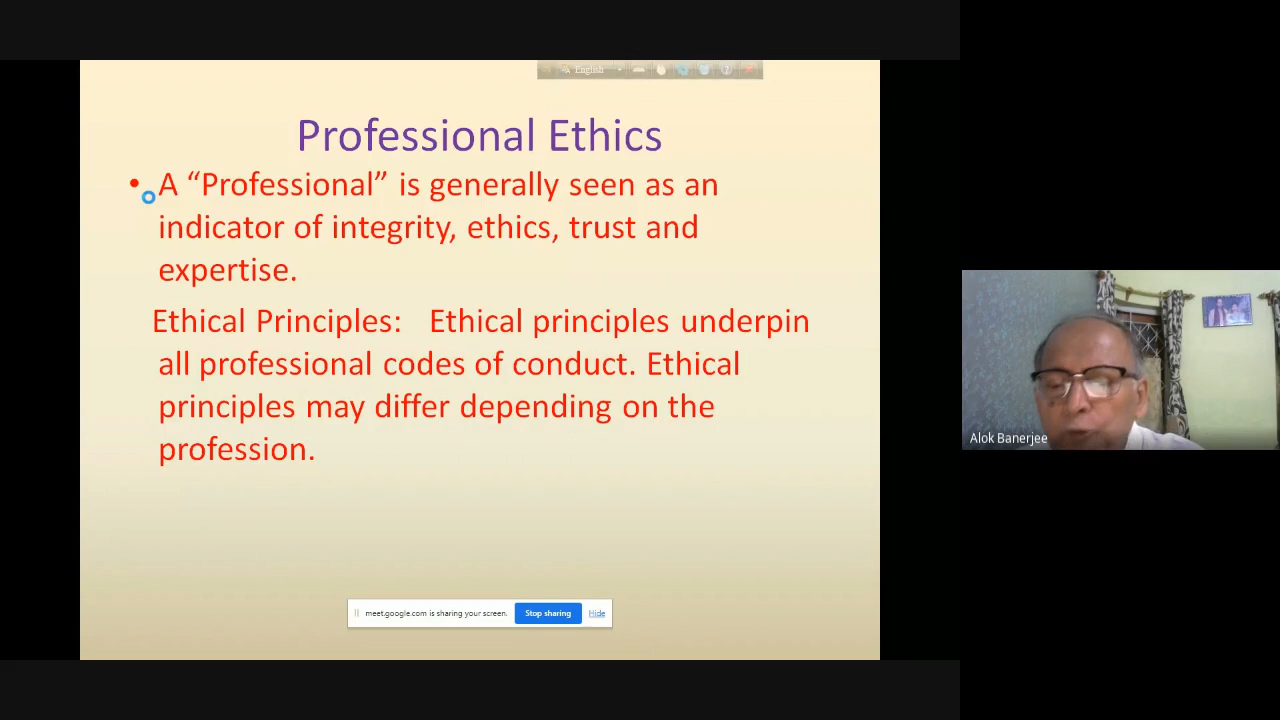 English
Professional Ethics
• A “Professional” is generally seen as an
indicator of integrity, ethics, trust and
expertise.
Ethical Principles: Ethical principles underpin
all professional codes of conduct. Ethical
principles may differ depending on the
profession.
Alok Banerjee
meet.google.com is sharing your screen. Stop sharing Hide